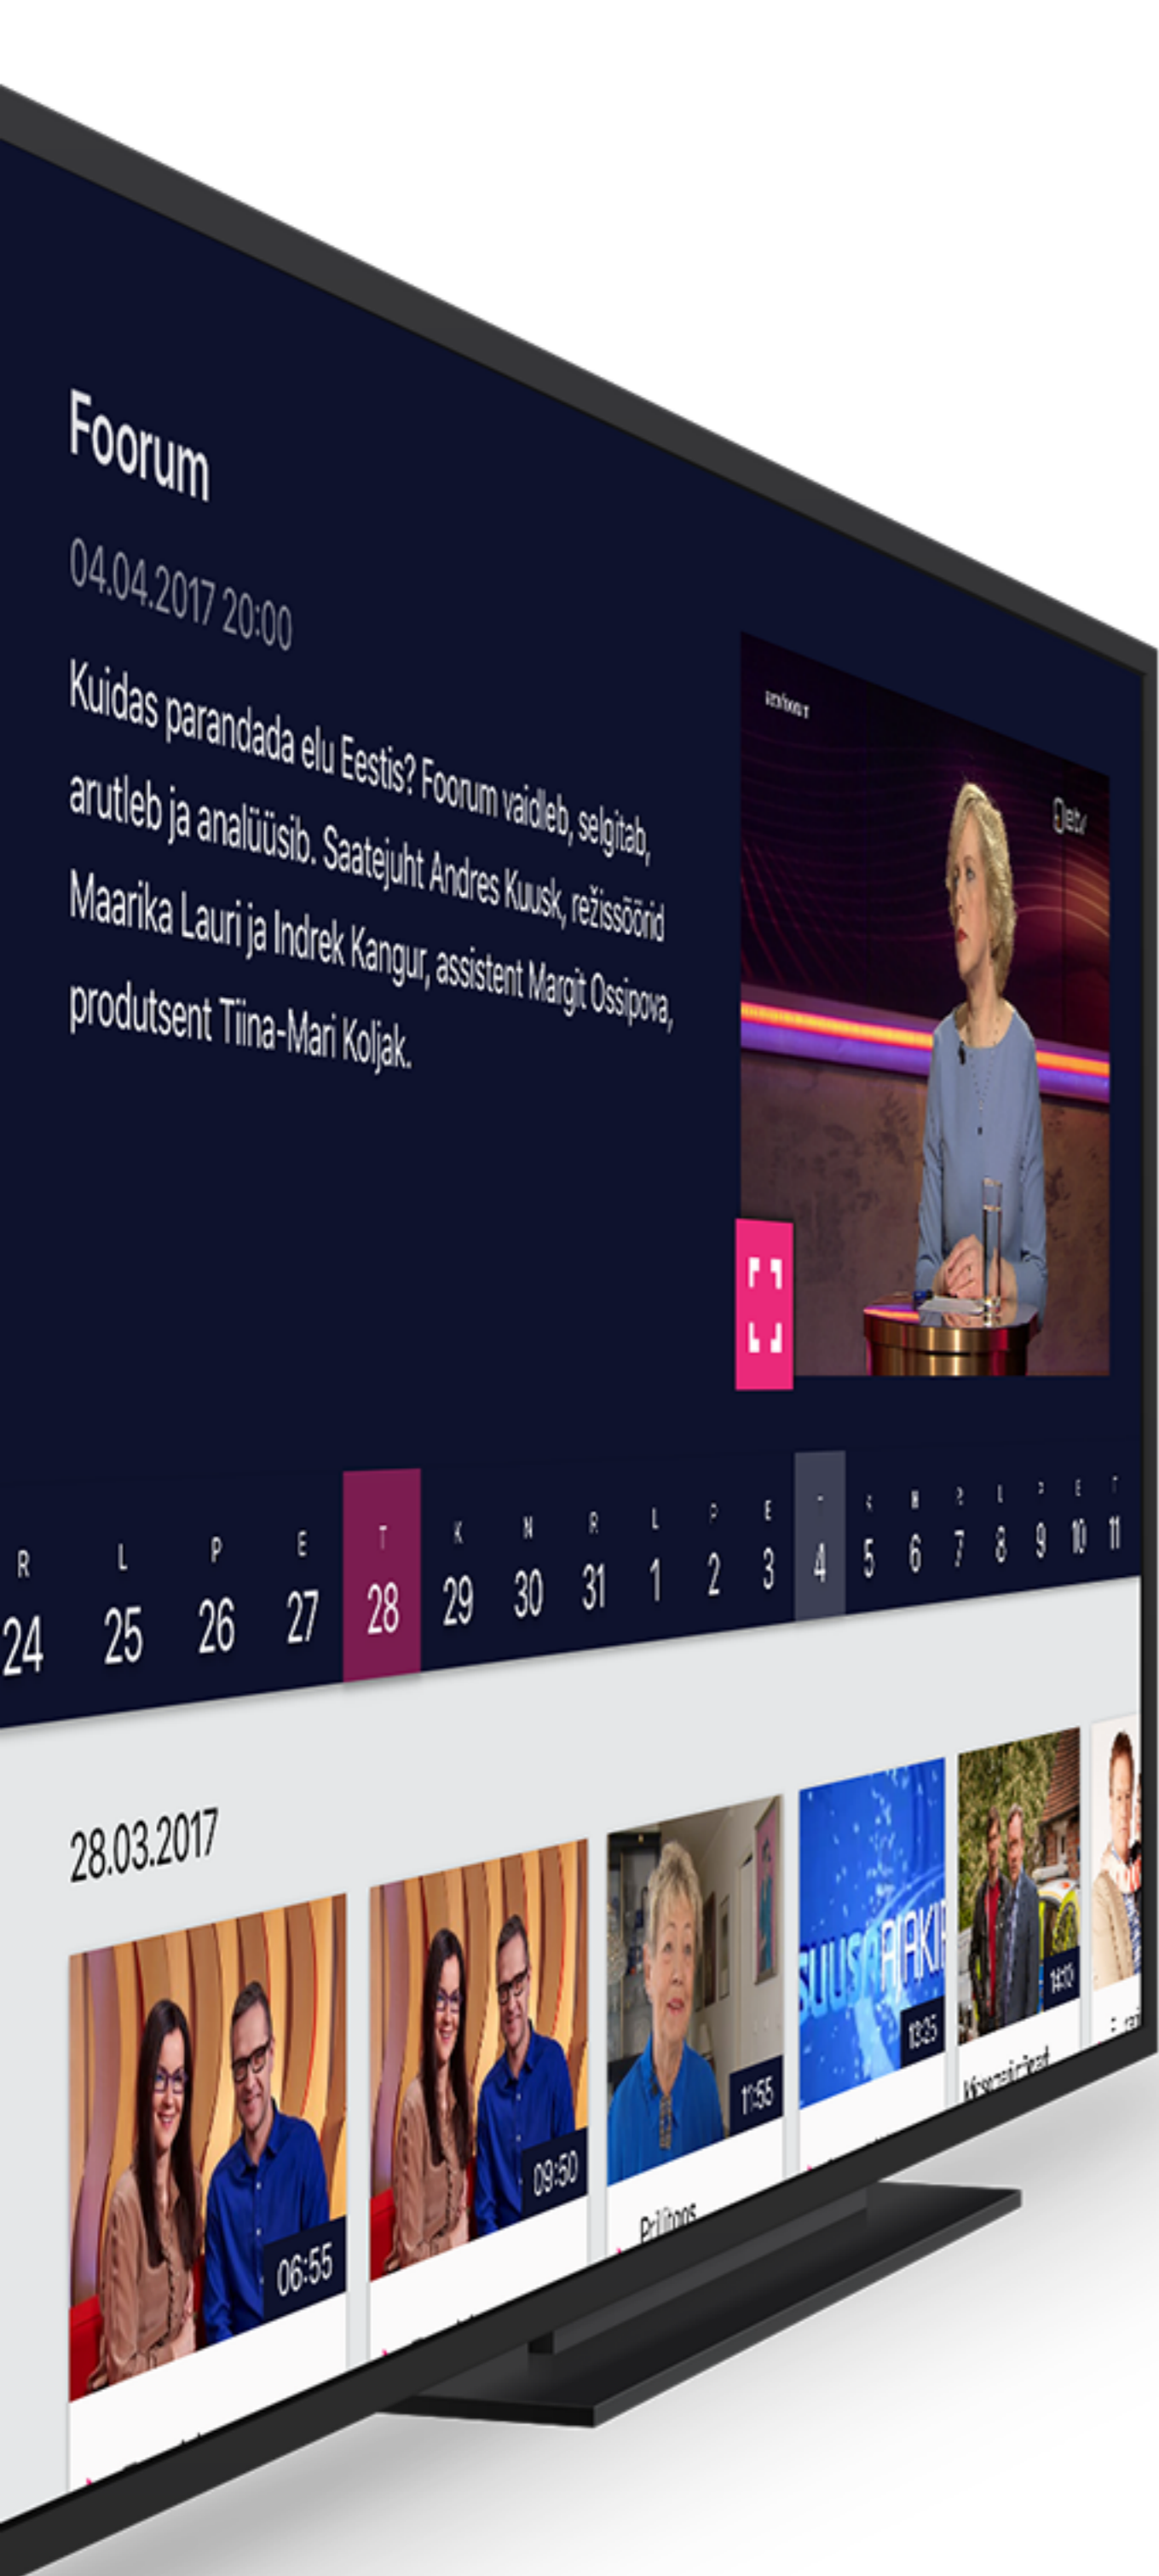 Foorum
04.04.2017 20:00
Kuidas parandada elu Eestis? Foorum vaidleb, selgitab,
arutleb ja analüüsib. Saatejuht Andres Kuusk, režissöörid
Maarika Lauri ja Indrek Kangur, assistent Margit Ossipova,
produtsent Tiina-Mari Koljak.
etv
R L P E T K N R L P E T K N R L P E T
24 25 26 27 28 29 30 31 1 2 3 4 5 6 7 8 9 10 11
28.03.2017
06:55
09:50
11:55
13:25
14:10